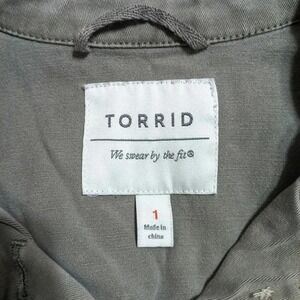 TORRID
We swear by the fit®
1
Made in
china